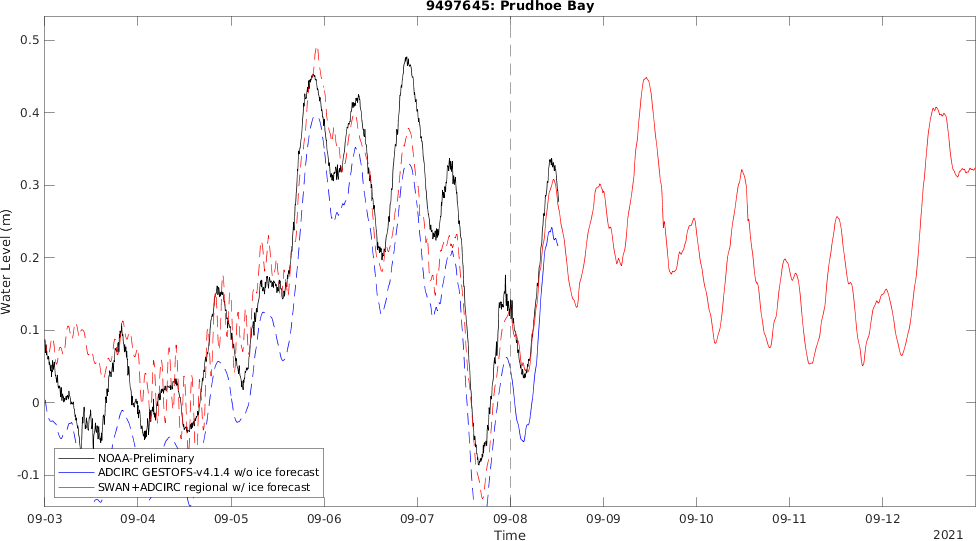 9497645: Prudhoe Bay
0.5
0.4
0.3
0.2
0.1
0
-0.1
Water Level (m)
NOAA-Preliminary
ADCIRC GESTOFS-v4.1.4 w/o ice forecast
SWAN+ADCIRC regional w/ ice forecast
09-03 09-04 09-05 09-06 09-07 09-08 09-09 09-10 09-11 09-12
Time
2021